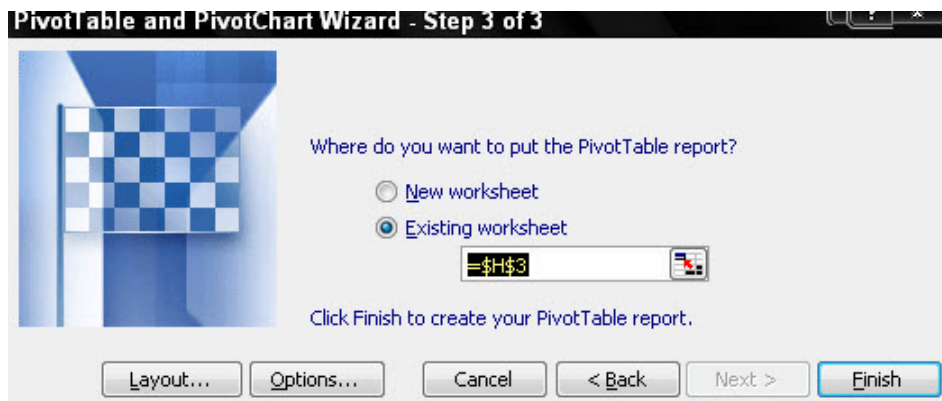 PivotTable and PivotChart Wizard - Step 3 of 3
Where do you want to put the PivotTable report?
New worksheet
Existing worksheet
=$H$3
Click Finish to create your PivotTable report.
Layout... Options... Cancel < Back Next > Finish